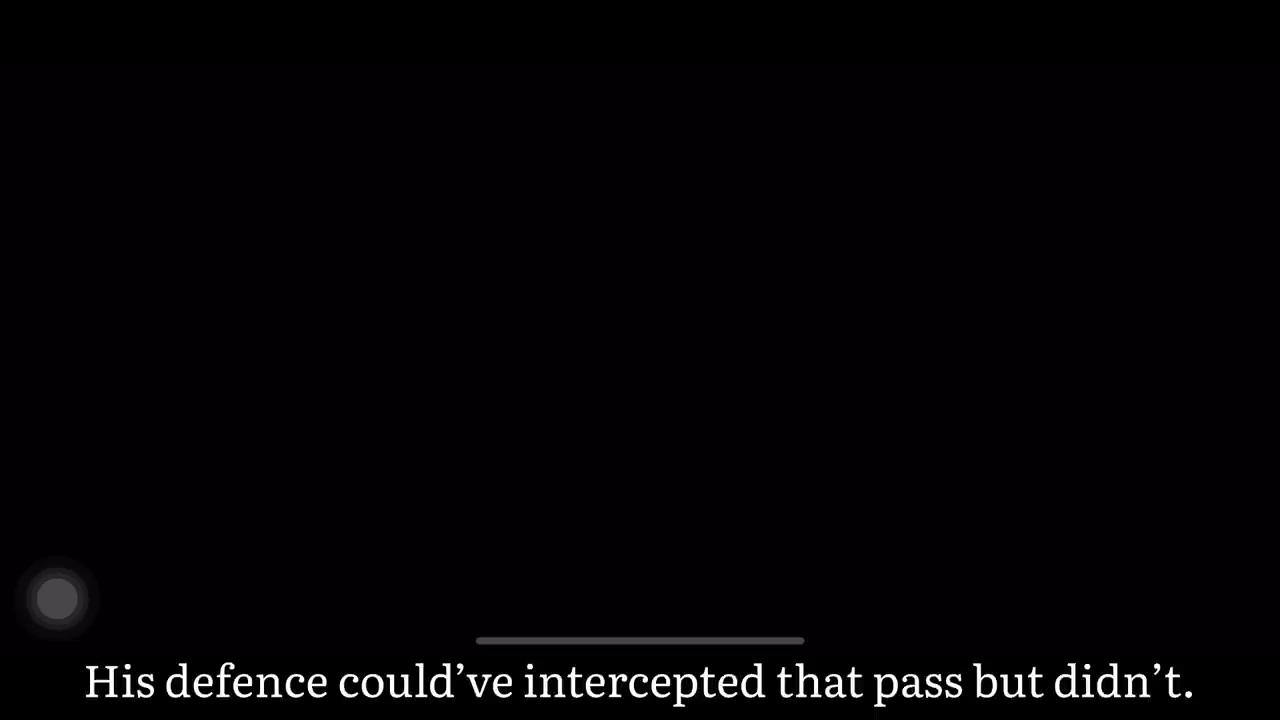 His defence could’ve intercepted that pass but didn’t.